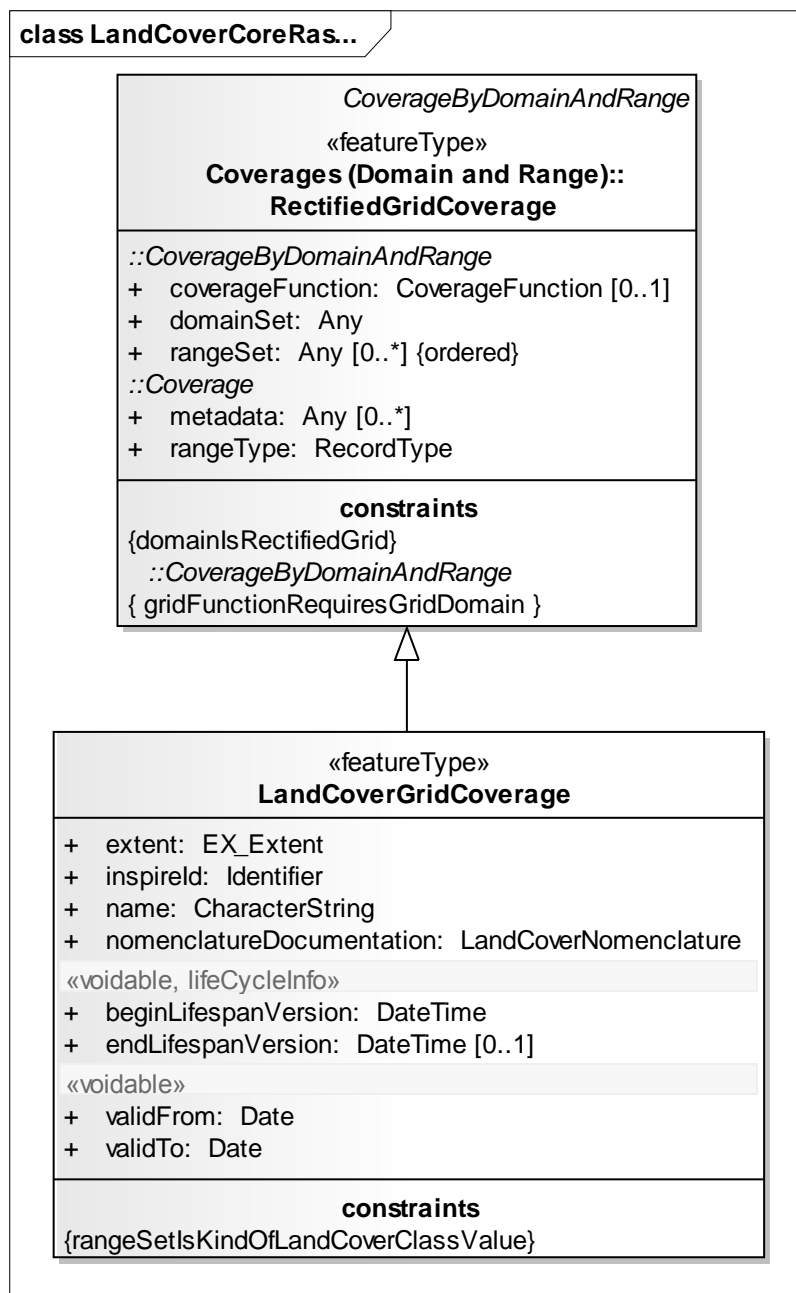 class LandCoverCoreRas...
CoverageByDomainAndRange
«featureType»
Coverages (Domain and Range)::
RectifiedGridCoverage
::CoverageByDomainAndRange
+ coverageFunction: CoverageFunction [0..1]
+ domainSet: Any
+ rangeSet: Any [0..*] {ordered}
::Coverage
+ metadata: Any [0..*]
+ rangeType: RecordType
constraints
{domainIsRectifiedGrid}
::CoverageByDomainAndRange
{ gridFunctionRequiresGridDomain }
«featureType»
LandCoverGridCoverage
+ extent: EX_Extent
+ inspireId: Identifier
+ name: CharacterString
+ nomenclatureDocumentation: LandCoverNomenclature
«voidable, lifeCycleInfo»
+ beginLifespanVersion: DateTime
+ endLifespanVersion: DateTime [0..1]
«voidable»
+ validFrom: Date
+ validTo: Date
constraints
{rangeSetIsKindOfLandCoverClassValue}